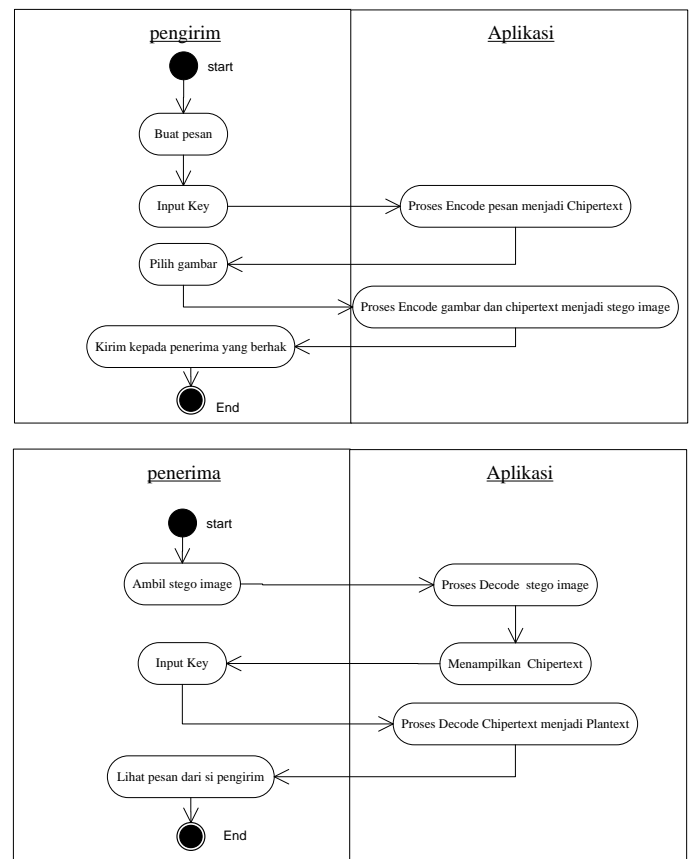 pengirim
Aplikasi
start
Buat pesan
Input Key
Proses Encode pesan menjadi Chipertext
Pilih gambar
Proses Encode gambar dan chipertext menjadi stego image
Kirim kepada penerima yang berhak
End
penerima
Aplikasi
start
Ambil stego image
Proses Decode stego image
Input Key
Menampilkan Chipertext
Proses Decode Chipertext menjadi Plantext
Lihat pesan dari si pengirim
End